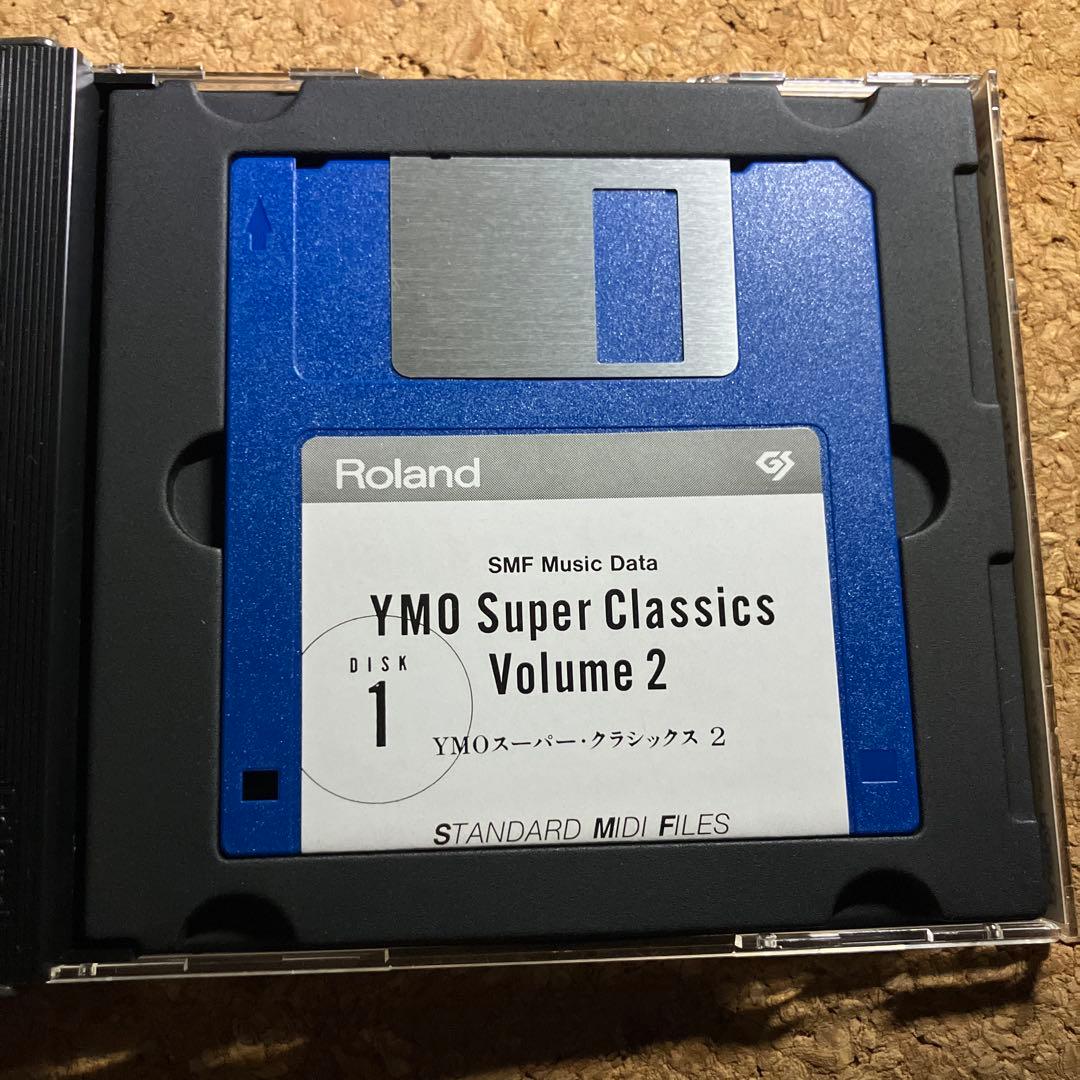 Roland GS
SMF Music Data
YMO Super Classics
Volume 2
DISK
1
YMOスーパー・クラシックス 2
STANDARD MIDI FILES